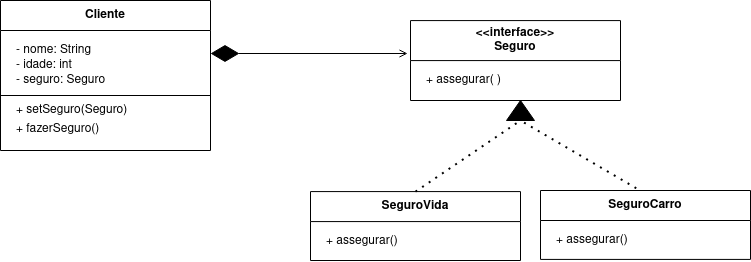 Cliente
- nome: String
- idade: int
- seguro: Seguro
+ setSeguro(Seguro)
+ fazerSeguro()
<<interface>>
Seguro
+ assegurar( )
SeguroVida
+ assegurar()
SeguroCarro
+ assegurar()